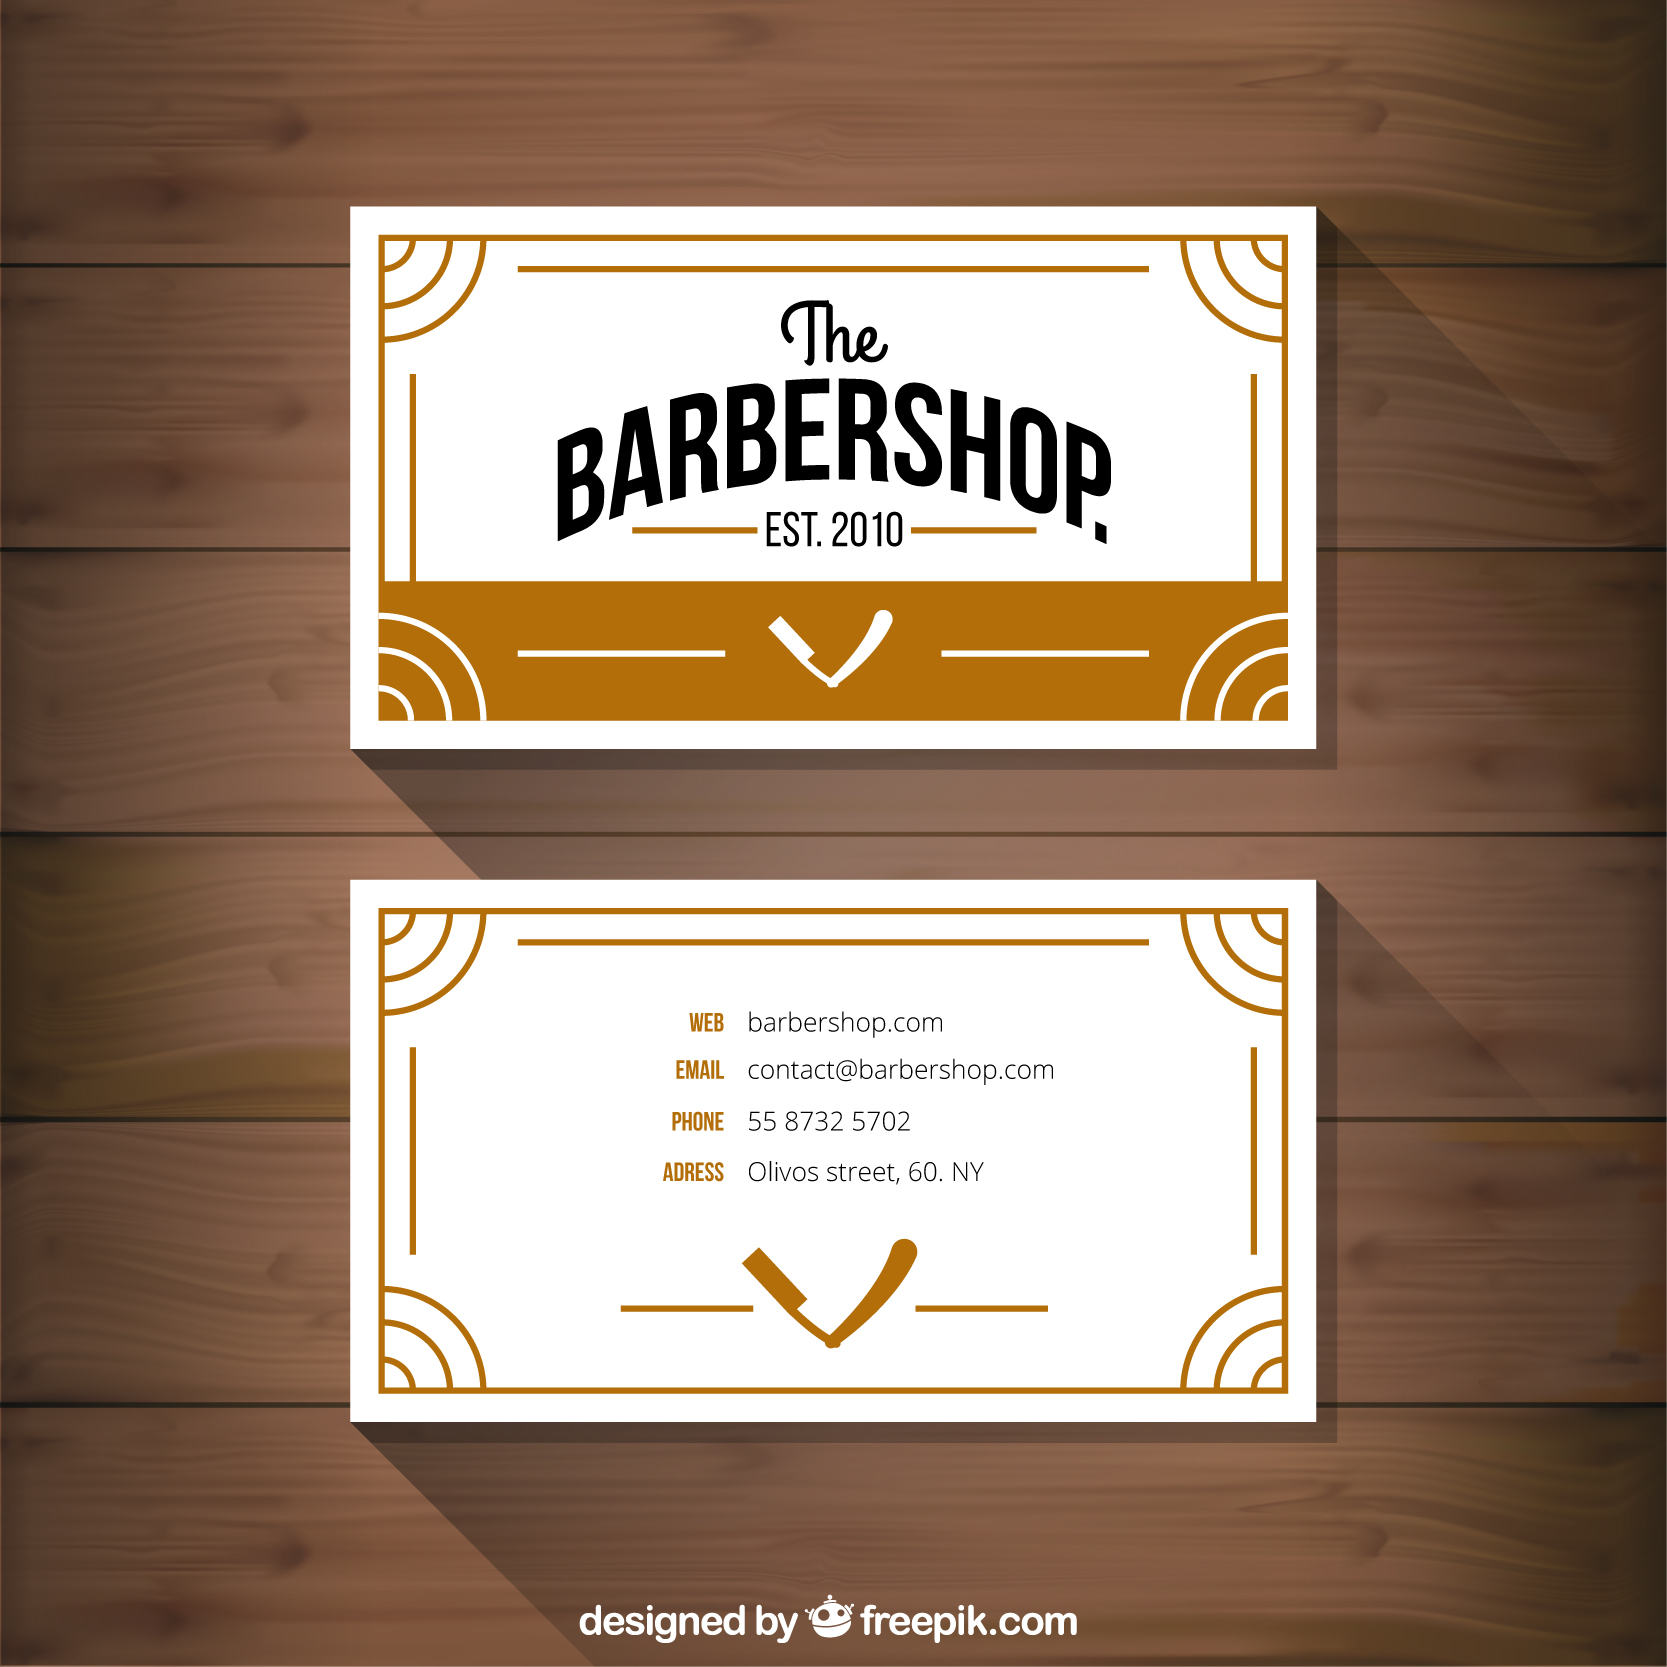 The
BARBERSHOP.
EST. 2010
WEB barbershop.com
EMAIL contact@barbershop.com
PHONE 55 8732 5702
ADRESS Olivos street, 60. NY
designed by freepik.com